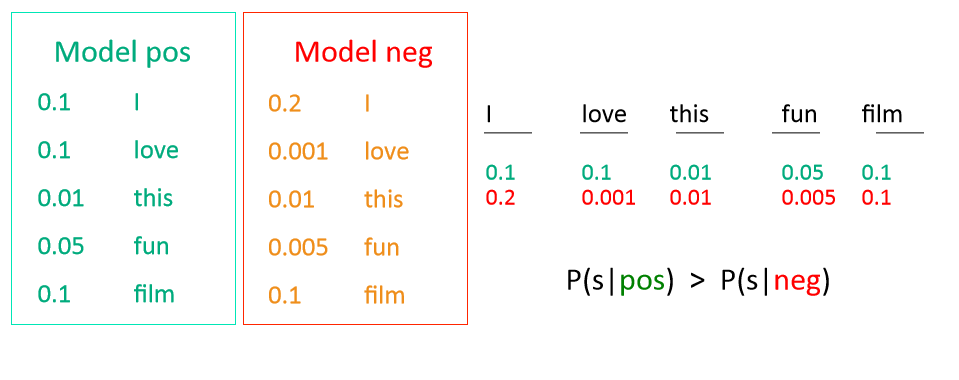 Model pos
0.1 I
0.1 love
0.01 this
0.05 fun
0.1 film
Model neg
0.2 I
0.001 love
0.01 this
0.005 fun
0.1 film
I love this fun film
0.1 0.1 0.01 0.05 0.1
0.2 0.001 0.01 0.005 0.1
P(s|pos) > P(s|neg)